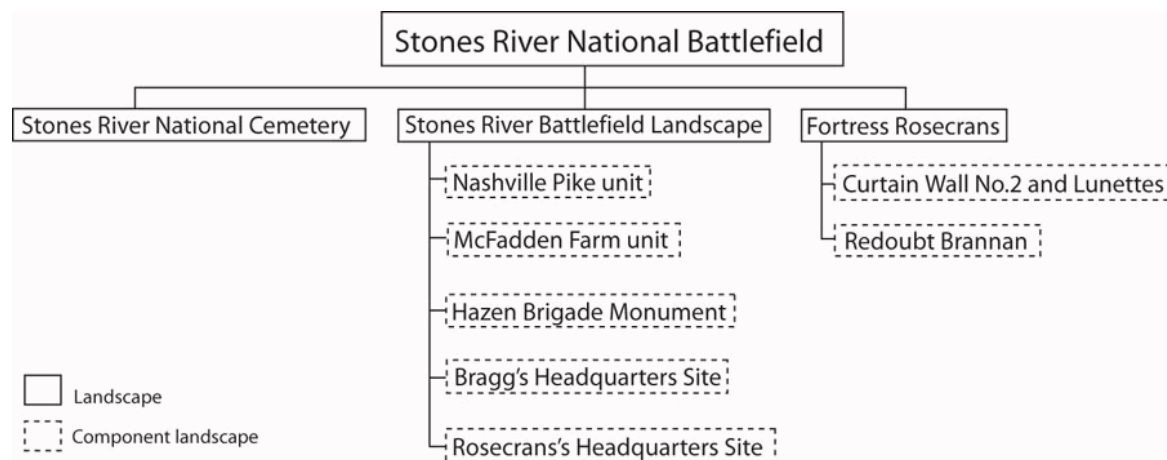 Stones River National Battlefield
Stones River National Cemetery
Stones River Battlefield Landscape
Fortress Rosecrans
Nashville Pike unit
McFadden Farm unit
Hazen Brigade Monument
Bragg's Headquarters Site
Rosecrans's Headquarters Site
Curtain Wall No.2 and Lunettes
Redoubt Brannan
Landscape
Component landscape